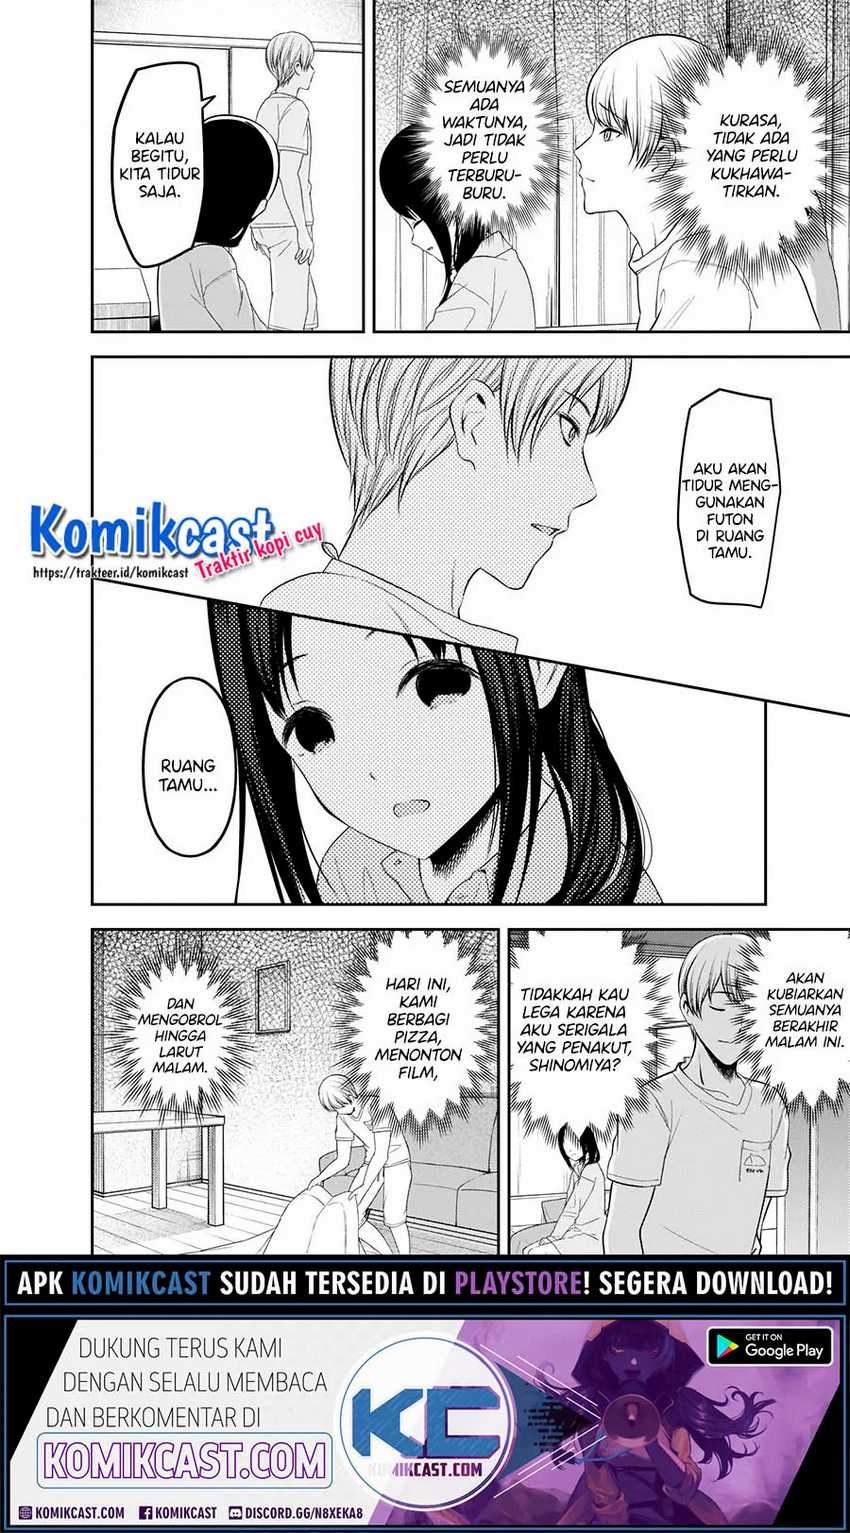 KURASA,
TIDAK ADA
YANG PERLU
KUKHAWA-
TIRKAN.
SEMUANYA
ADA
WAKTUNYA,
JADI TIDAK
PERLU
TERBURU-
BURU.
KALAU
BEGITU,
KITA TIDUR
SAJA.
AKU AKAN
TIDUR MENG-
GUNAKAN
FUTON
DI RUANG
TAMU.
Komikcast
Traktir kopi cuy
https://trakteer.id/komikcast
RUANG
TAMU...
AKAN
KUBIARKAN
SEMUANYA
BERAKHIR
MALAM INI.
TIDAKKAH KAU
LEGA KARENA
AKU SERIGALA
YANG PENAKUT,
SHINOMIYA?
HARI INI,
KAMI
BERBAGI
PIZZA,
MENONTON
FILM,
DAN
MENGOBROL
HINGGA
LARUT
MALAM.
APK KOMIKCAST SUDAH TERSEDIA DI PLAYSTORE! SEGERA DOWNLOAD!
DUKUNG TERUS KAMI
DENGAN SELALU MEMBACA
DAN BERKOMENTAR DI
KOMIKCAST.COM
KOMIKCAST.COM
KOMIKCAST
DISCORD.GG/N8XEKA8
KC
KOMIKCAST.COM
GET IT ON
Google Play